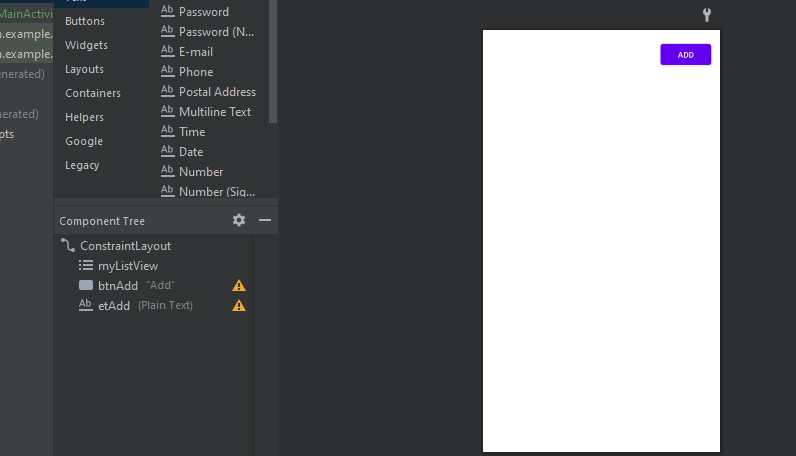 MainActivi
a.example.
a.example.
enerated)
nerated)
pts
Buttons
Widgets
Layouts
Containers
Helpers
Google
Legacy
Ab Password
Ab Password (N...
Ab E-mail
Ab Phone
Ab Postal Address
Ab Multiline Text
Ab Time
Ab Date
Ab Number
Ab Number (Sig...
Component Tree
ConstraintLayout
myListView
btnAdd "Add"
Ab etAdd (Plain Text)
ADD